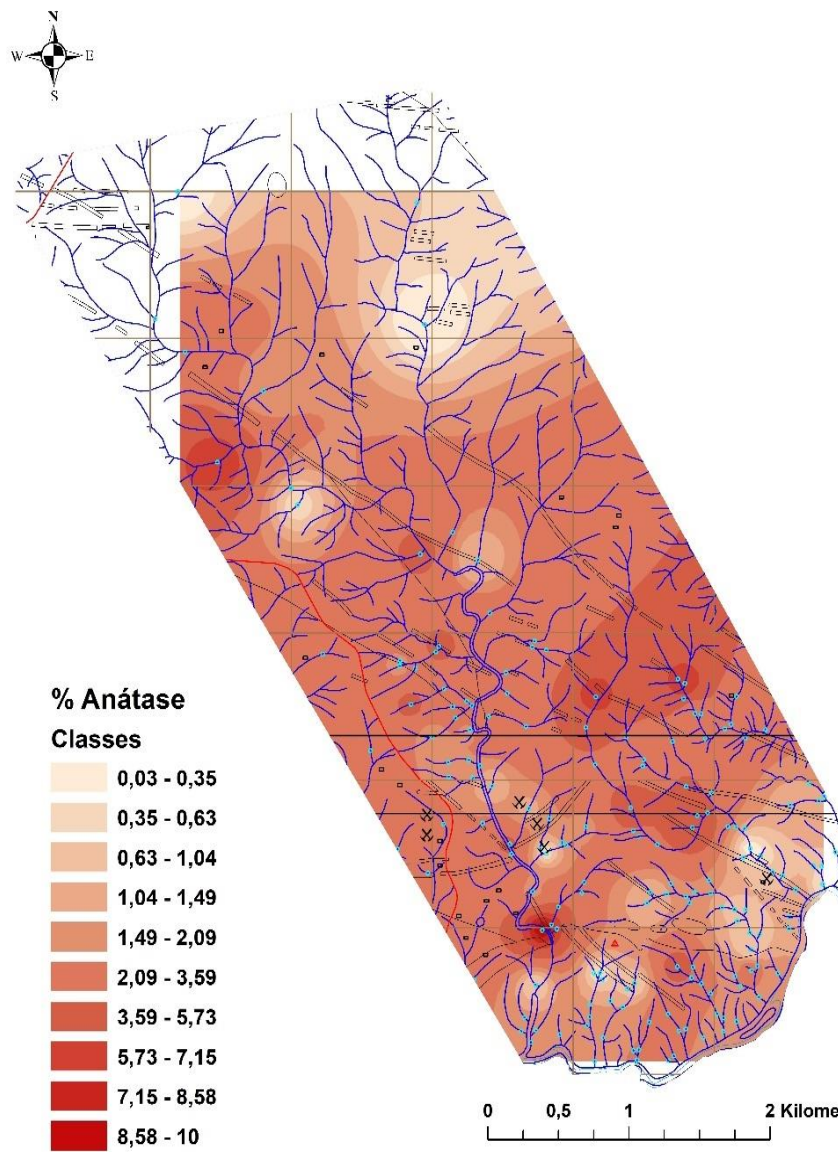 N
W E
S
% Anátase
Classes
0,03 - 0,35
0,35 - 0,63
0,63 - 1,04
1,04 - 1,49
1,49 - 2,09
2,09 - 3,59
3,59 - 5,73
5,73 - 7,15
7,15 - 8,58
8,58 - 10
0 0,5 1 2 Kilome